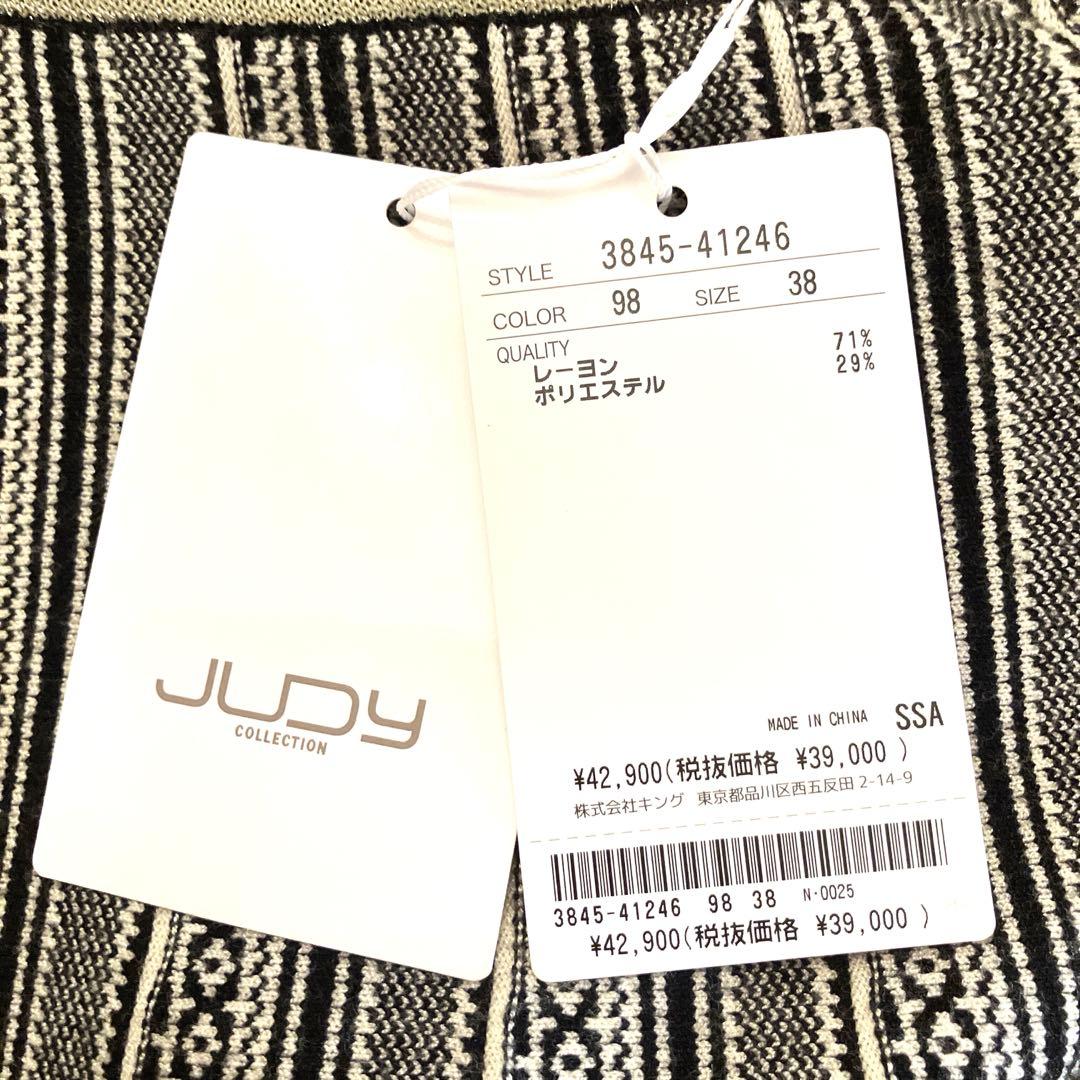 JUDY
COLLECTION
STYLE 3845-41246
COLOR 98 SIZE 38
QUALITY
レーヨン 71%
ポリエステル 29%
MADE IN CHINA SSA
¥42,900(税抜価格 ¥39,000 )
株式会社キング 東京都品川区西五反田 2-14-9
3845-41246 98 38 N·0025
¥42,900(税抜価格 ¥39,000 )